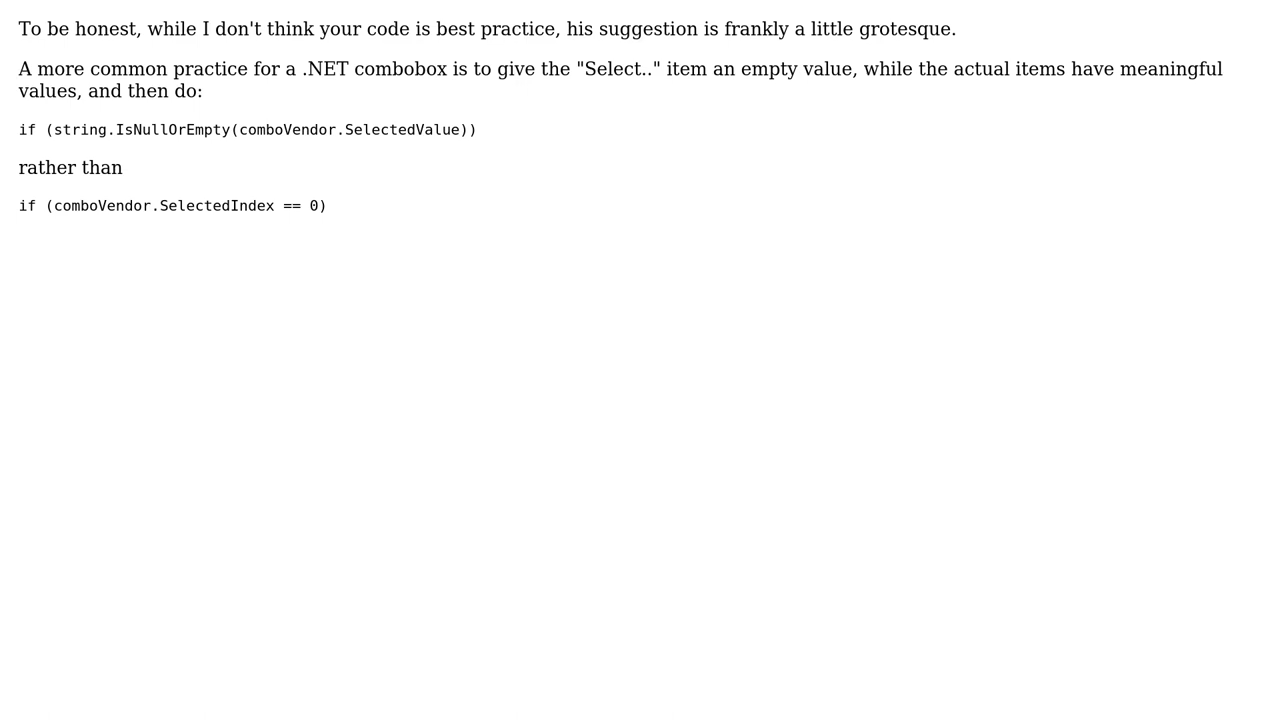 To be honest, while I don't think your code is best practice, his suggestion is frankly a little grotesque.
A more common practice for a .NET combobox is to give the "Select.." item an empty value, while the actual items have meaningful
values, and then do:
if (string.IsNullOrEmpty(comboVendor.SelectedValue))
rather than
if (comboVendor.SelectedIndex == 0)